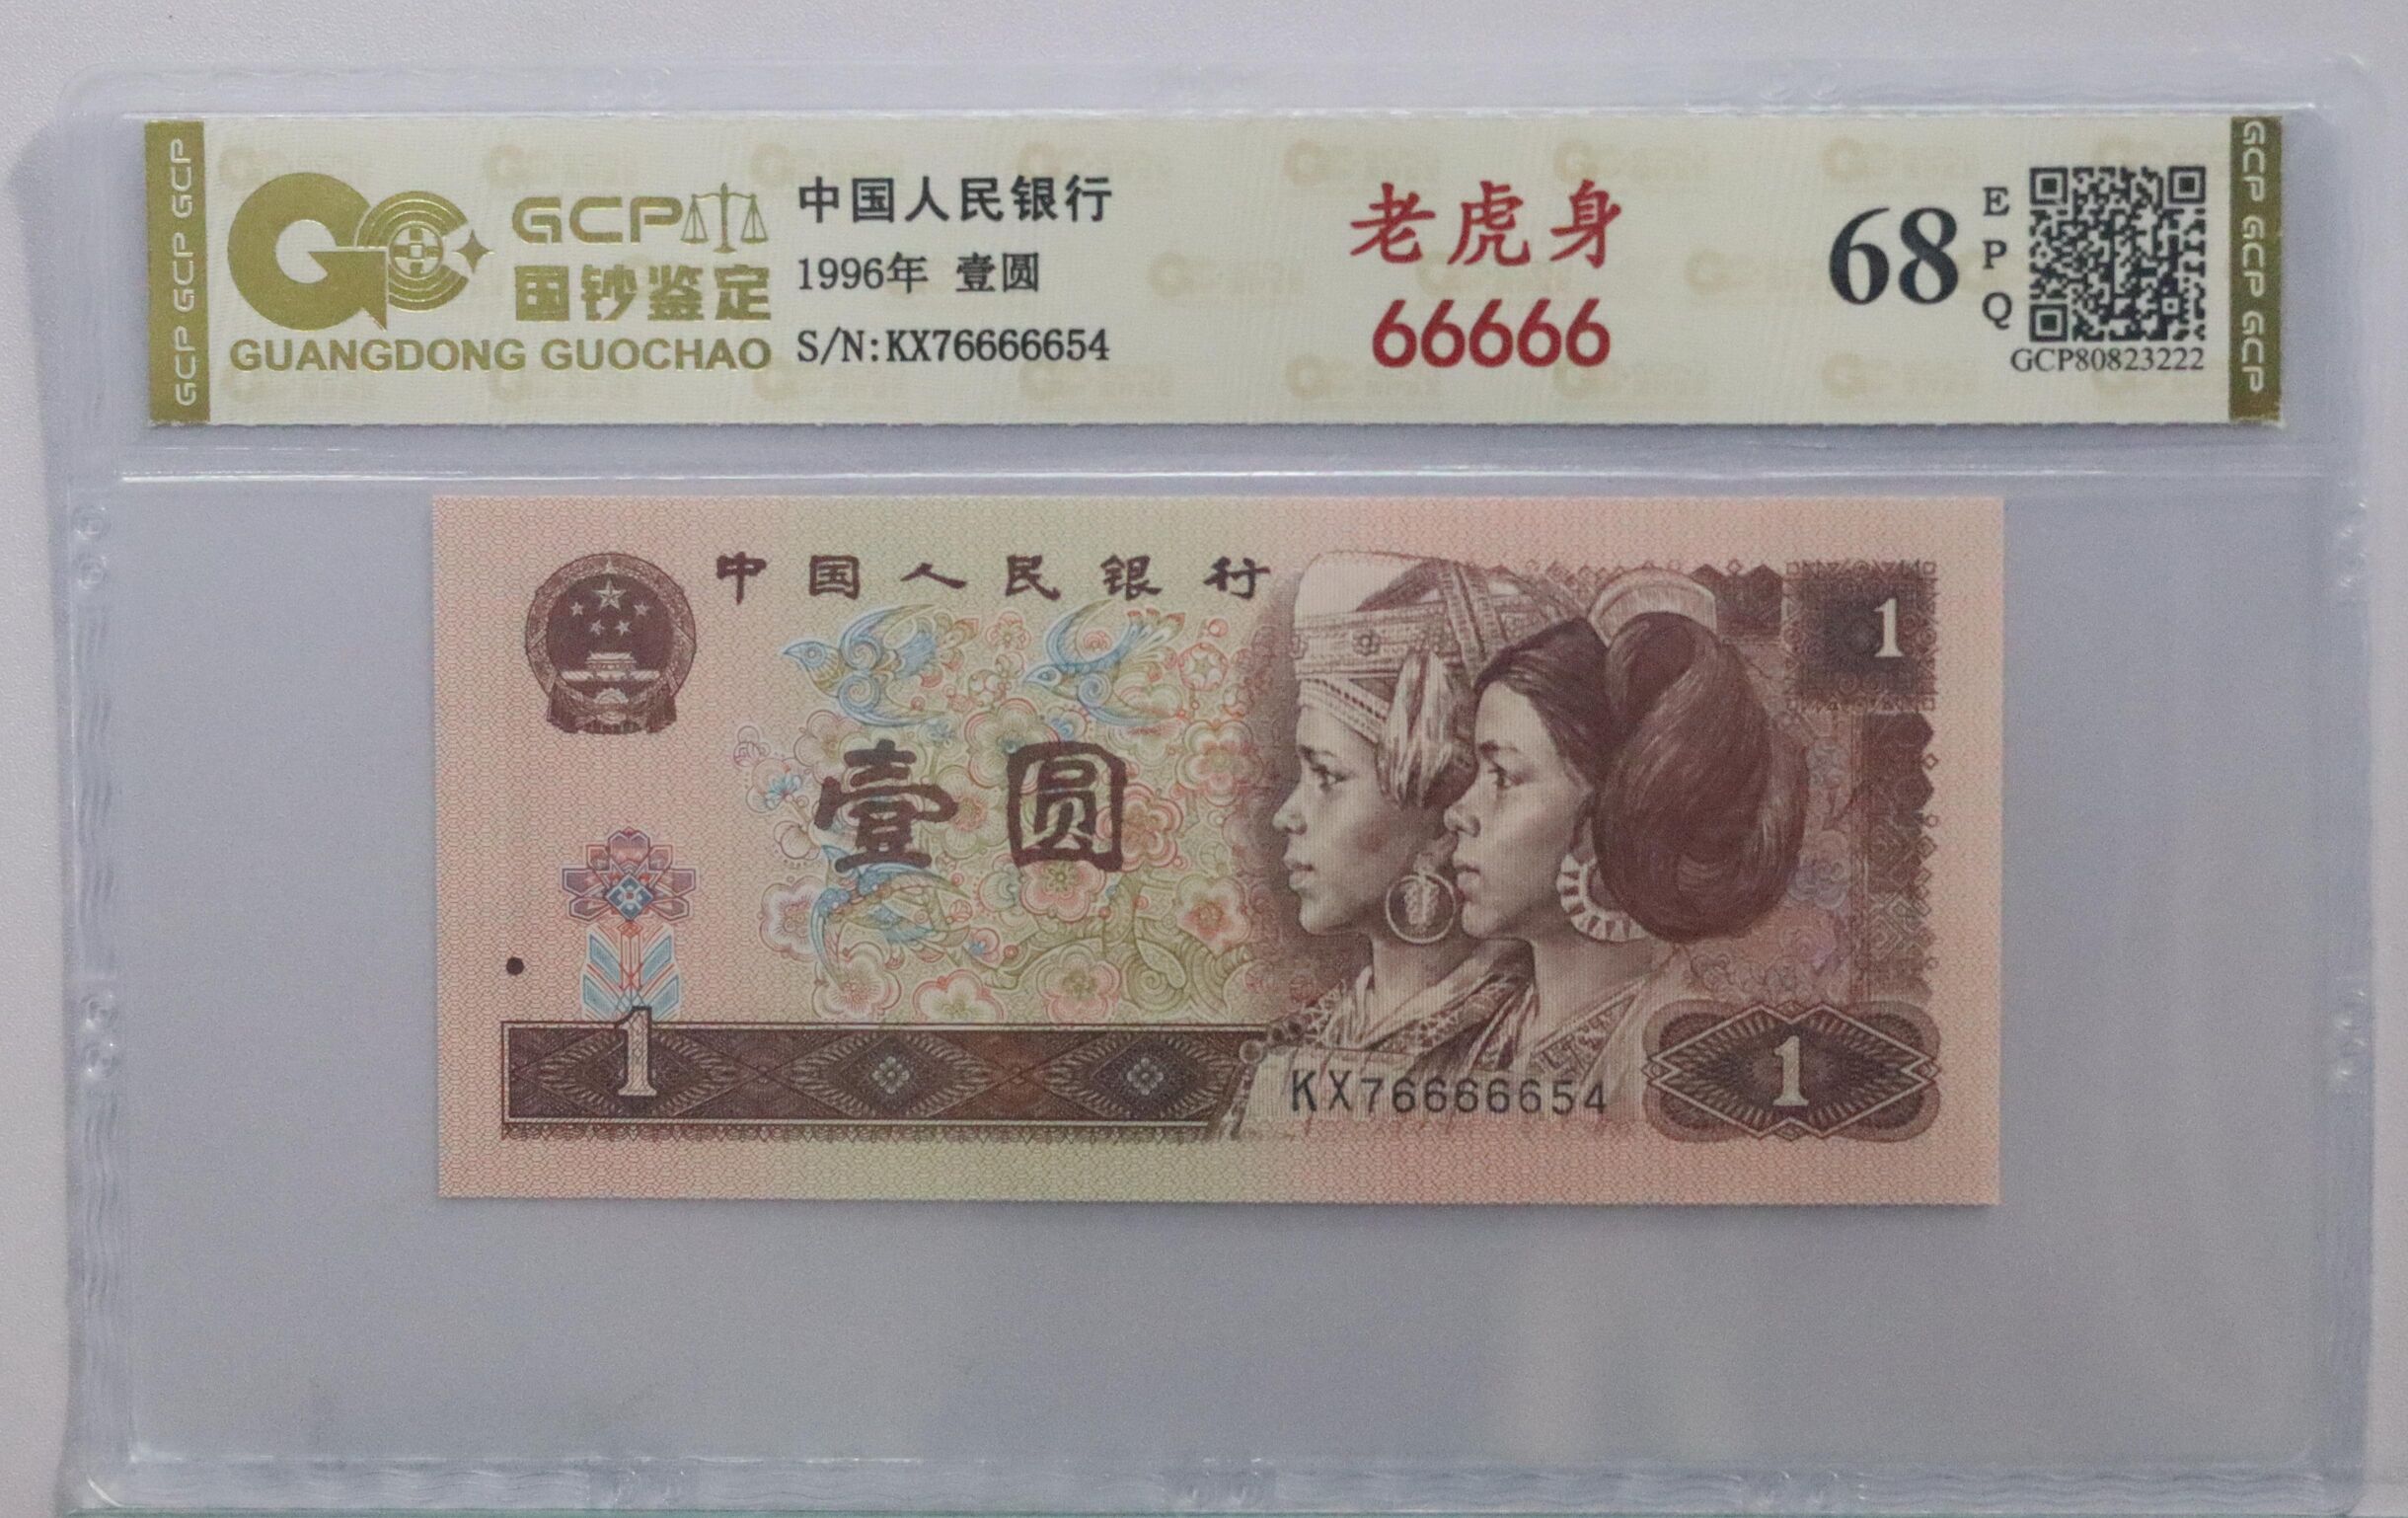 GCP GCP GCP
GCP
国钞鉴定
GUANGDONG GUOCHAO
中国人民银行
1996年 壹圆
S/N:KX76666654
老虎身
66666
68
E
P
Q
GCP80823222
GCP GCP GCP
中国人民银行
1
壹圆
1
KX76666654
1